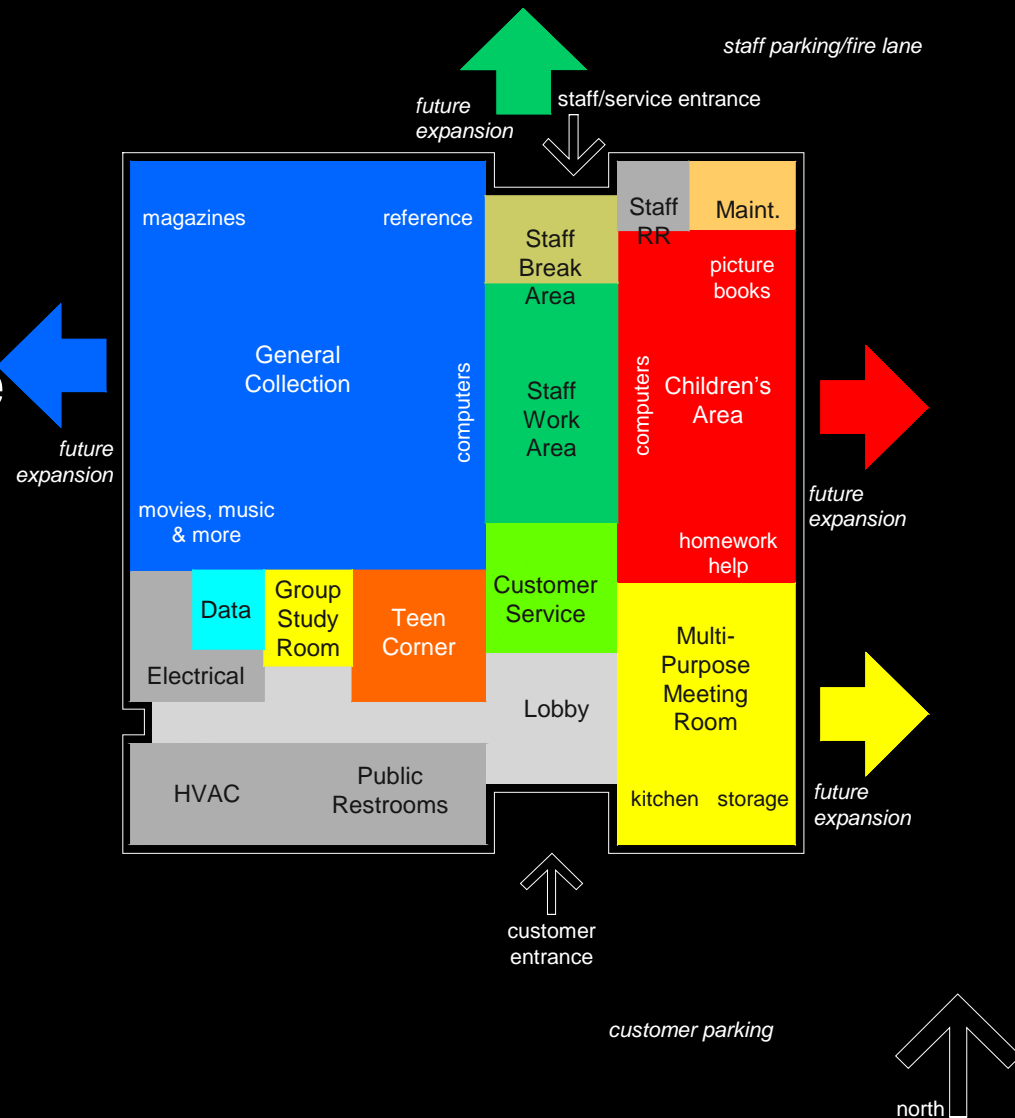 staff parking/fire lane
future
expansion
staff/service entrance
magazines
reference
Staff
RR
Maint.
Staff
Break
Area
picture
books
General
Collection
computers
Staff
Work
Area
computers
Children's
Area
future
expansion
future
expansion
movies, music
& more
homework
help
Data
Group
Study
Room
Teen
Corner
Customer
Service
Electrical
Lobby
Multi-
Purpose
Meeting
Room
HVAC
Public
Restrooms
kitchen storage
future
expansion
customer
entrance
customer parking
north